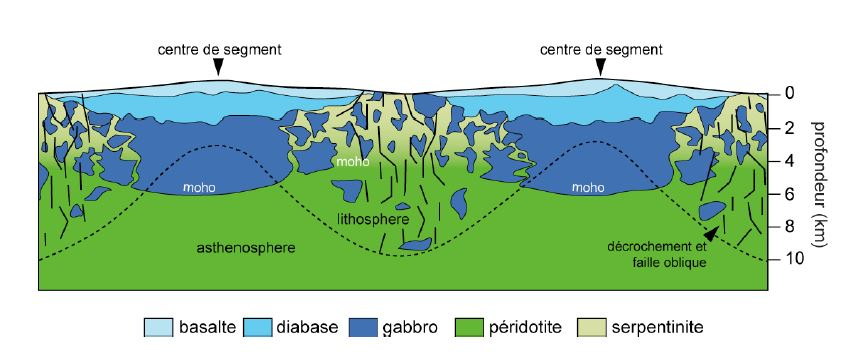 centre de segment
centre de segment
0
2
4
6
8
10
profondeur (km)
moho
moho
moho
lithosphere
asthenosphere
décrochement et
faille oblique
basalte
diabase
gabbro
péridotite
serpentinite